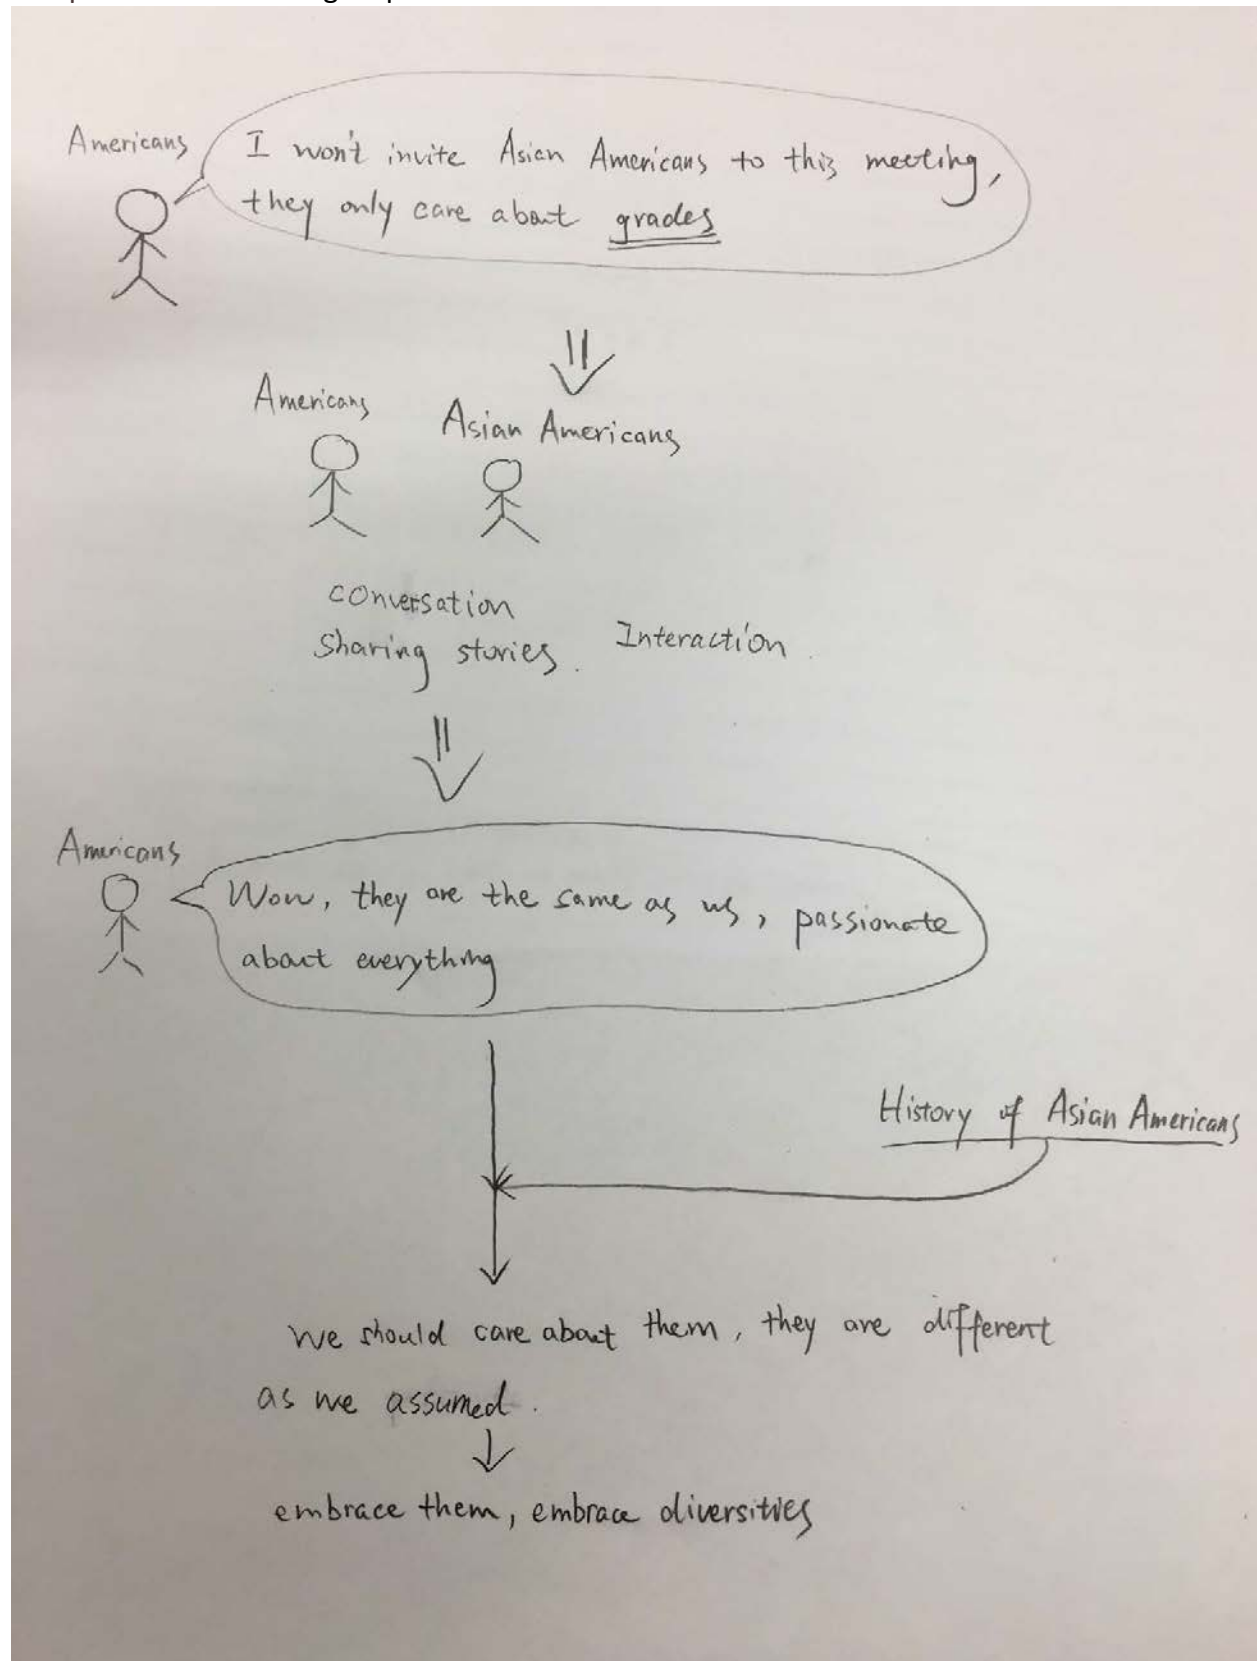 Americans
I won't invite Asian Americans to this meeting,
they only care about grades
Americans
Asian Americans
conversation
Sharing stories.
Interaction.
Americans
Wow, they are the same as us, passionate
about everything
History of Asian Americans
We should care about them, they are different
as we assumed.
embrace them, embrace diversities